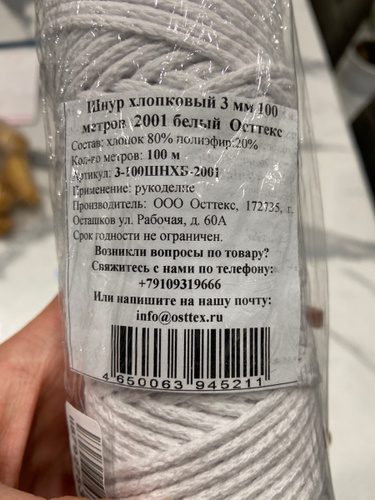 Шнур хлопковый 3 мм 100
метров 2001 белый Осттекс
Состав: хлопок 80% полиэфир:20%
Кол-во метров: 100 м
Артикул: 3-100ШНХБ-2001
Применение: рукоделие
Производитель: ООО Осттекс, 172735, г.
Осташков ул. Рабочая, д. 60А
Срок годности не ограничен.
Возникли вопросы по товару?
Свяжитесь с нами по телефону:
+79109319666
Или напишите на нашу почту:
info@osttex.ru
4 650063 945211